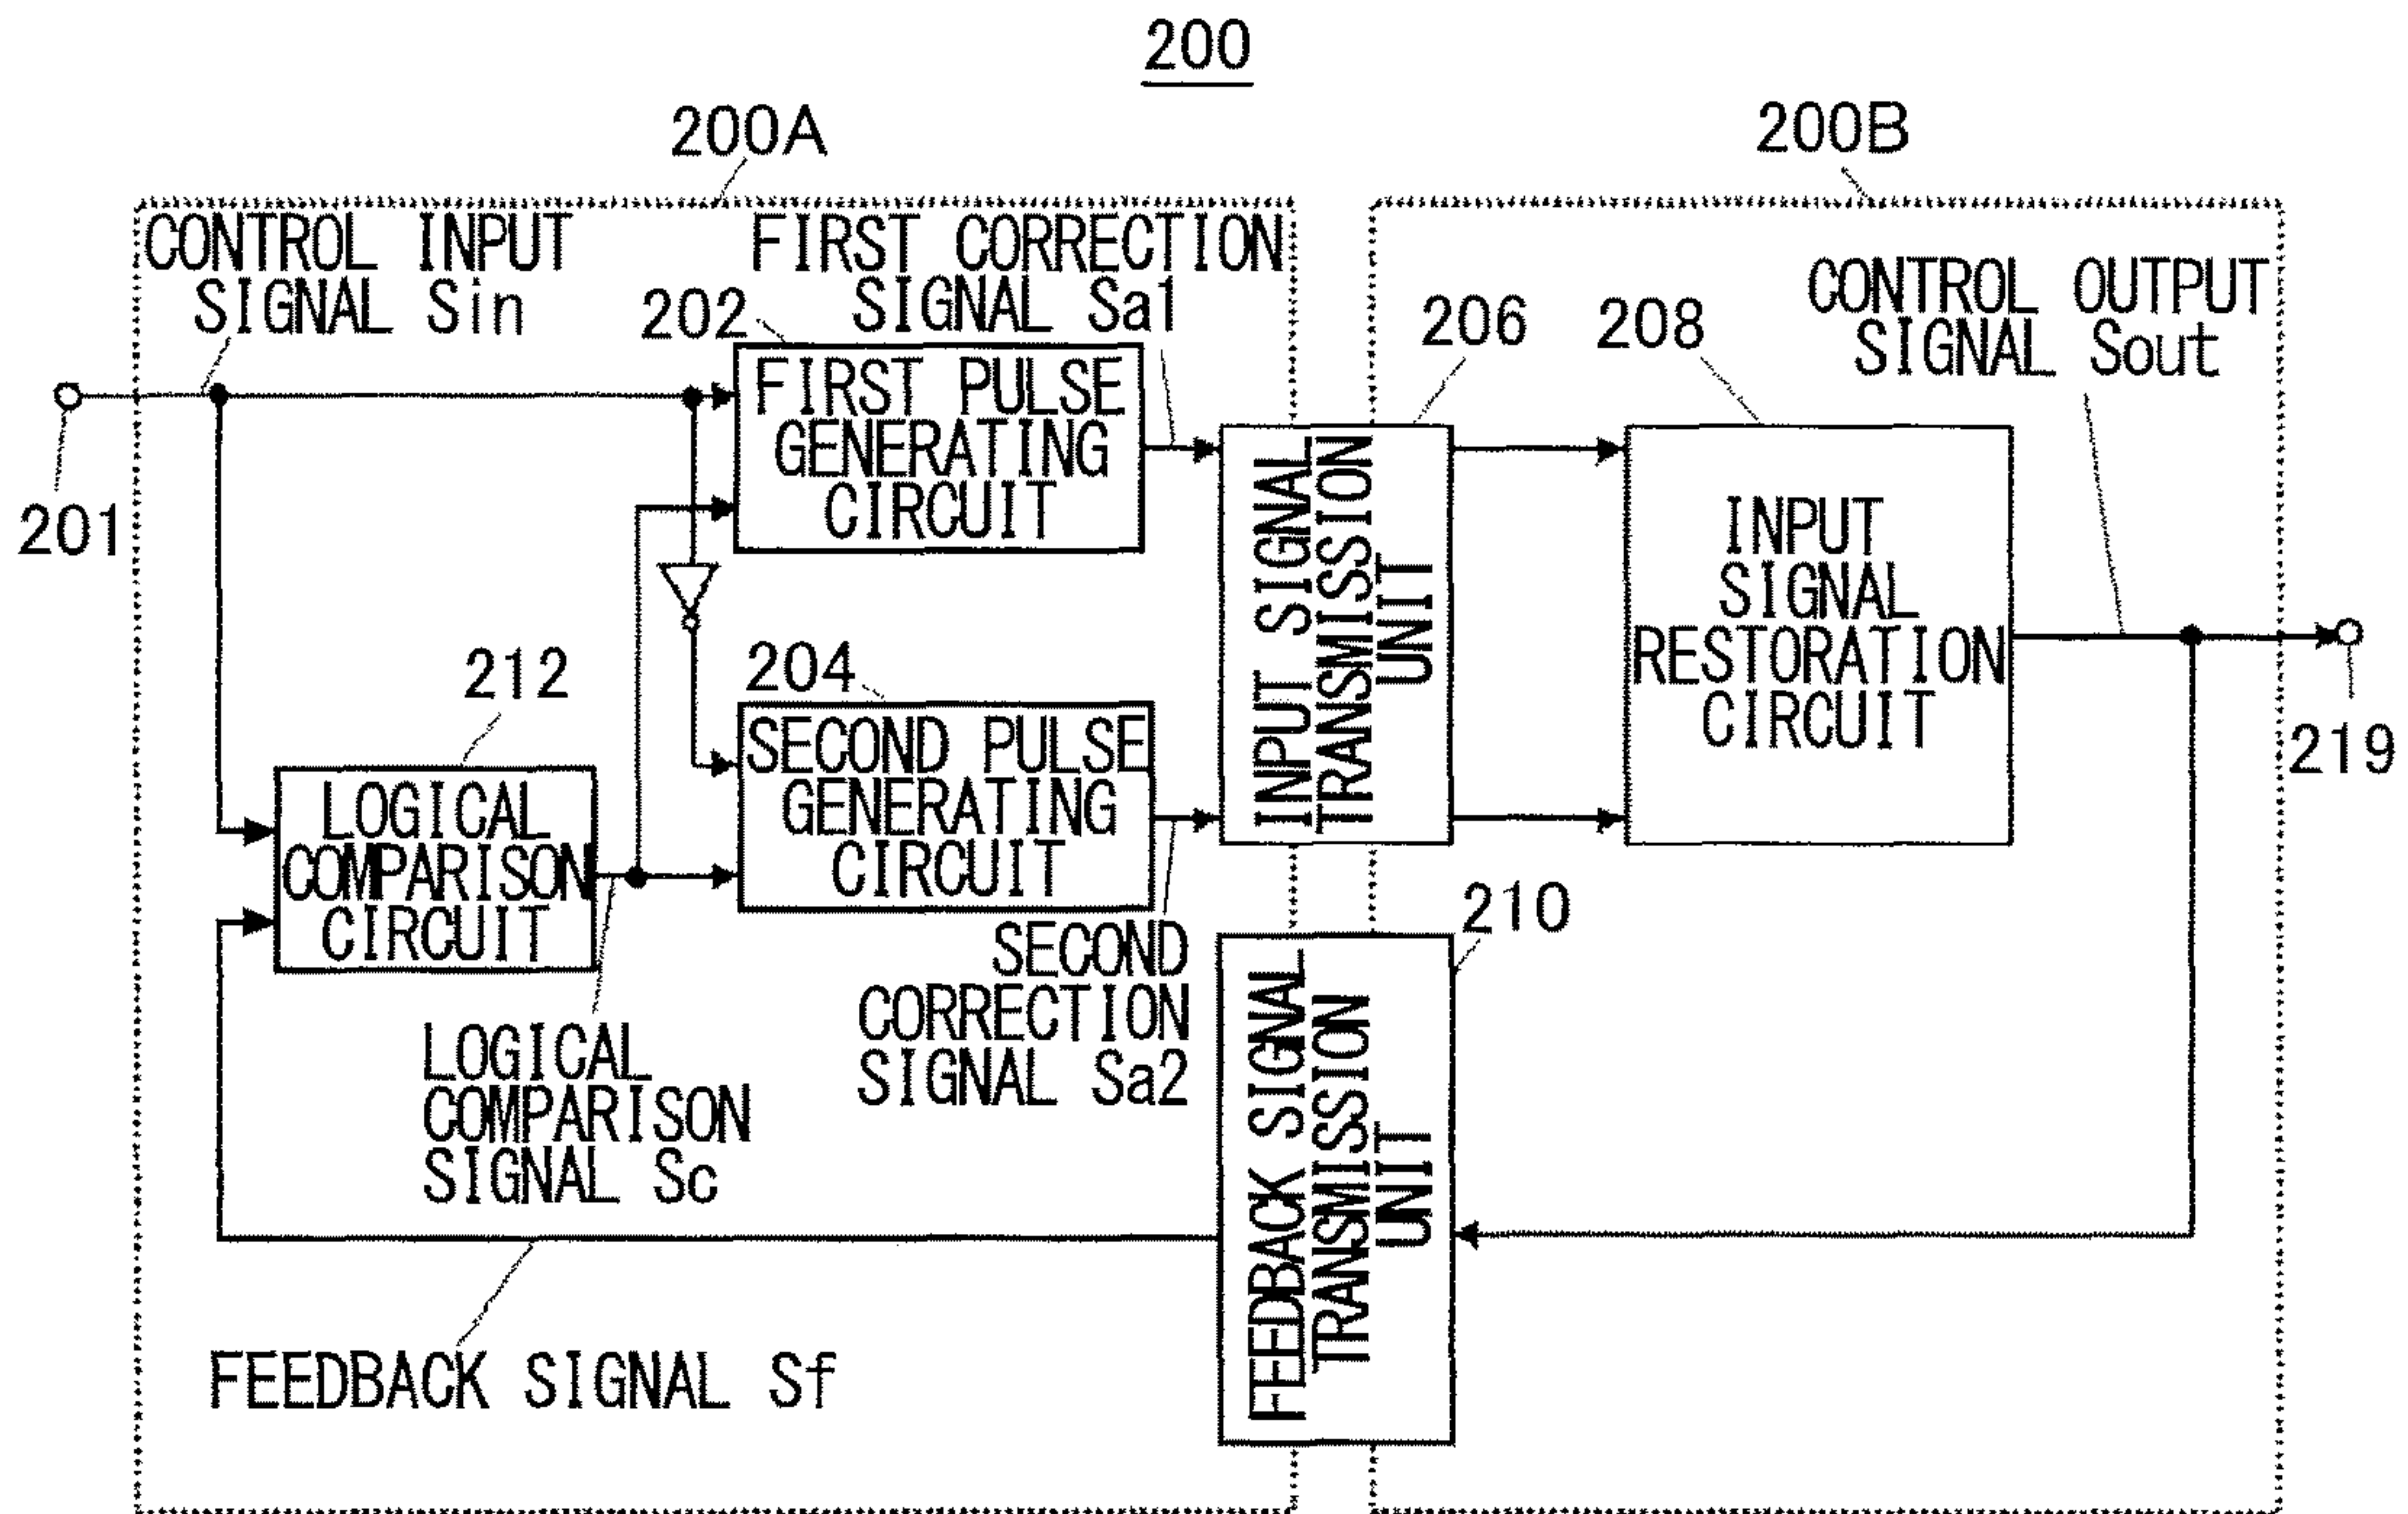 200
200A
200B
CONTROL INPUT
SIGNAL Sin
FIRST CORRECTION
SIGNAL Sa1
202
206
208
CONTROL OUTPUT
SIGNAL Sout
FIRST PULSE
GENERATING
CIRCUIT
201
INPUT SIGNAL
TRANSMISSION
UNIT
INPUT
SIGNAL
RESTORATION
CIRCUIT
219
212
204
LOGICAL
COMPARISON
CIRCUIT
SECOND PULSE
GENERATING
CIRCUIT
210
SECOND
CORRECTION
SIGNAL Sa2
LOGICAL
COMPARISON
SIGNAL Sc
FEEDBACK SIGNAL
TRANSMISSION
UNIT
FEEDBACK SIGNAL Sf